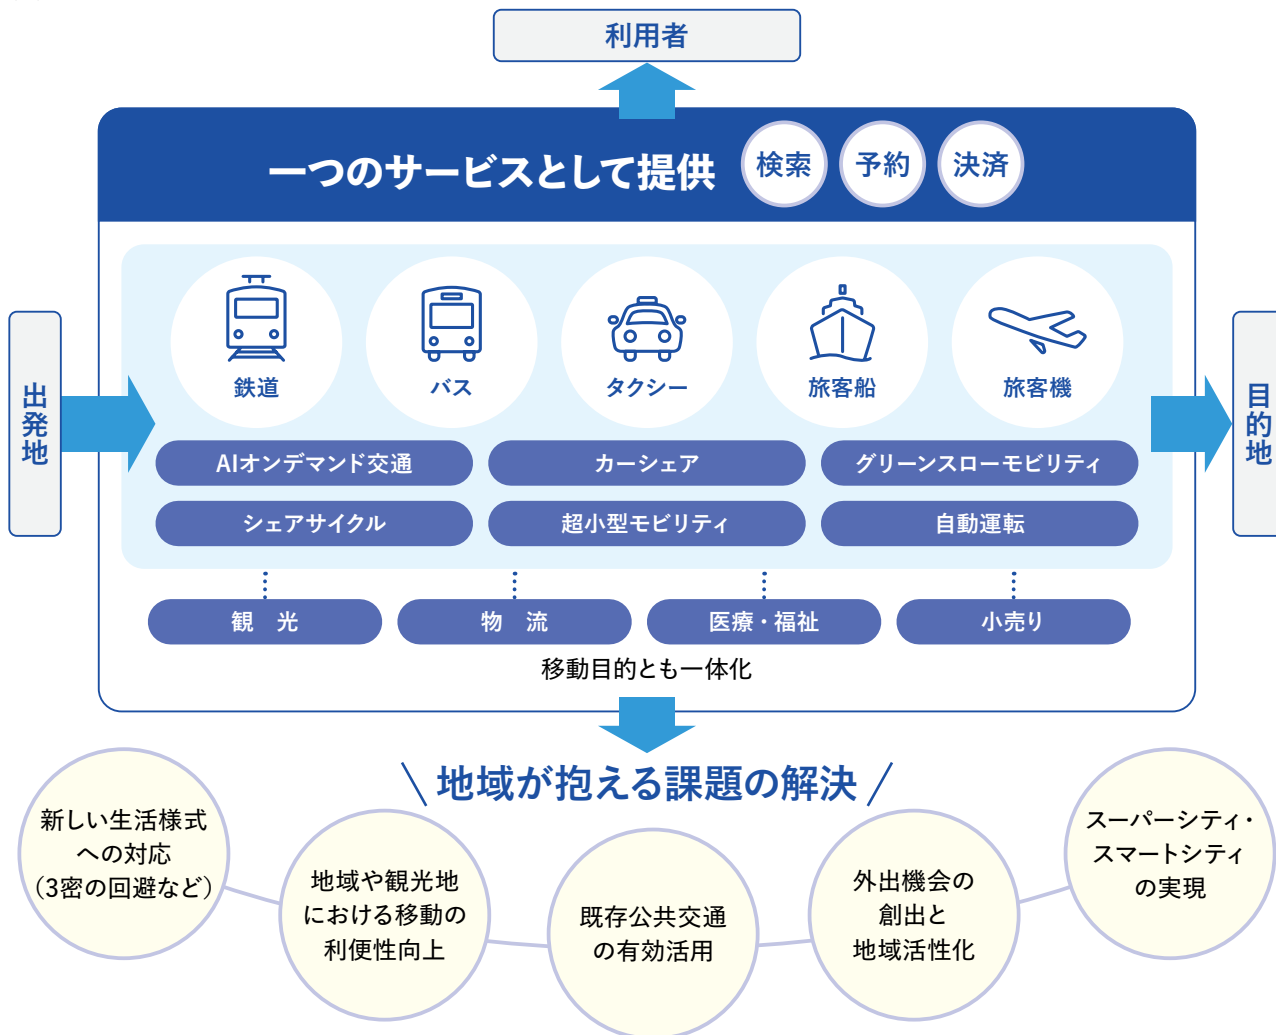 利用者
一つのサービスとして提供
検索
予約
決済
鉄道
バス
タクシー
旅客船
旅客機
出発地
目的地
AIオンデマンド交通
カーシェア
グリーンスローモビリティ
シェアサイクル
超小型モビリティ
自動運転
観　光
物　流
医療・福祉
小売り
移動目的とも一体化
地域が抱える課題の解決
新しい生活様式
への対応
（3密の回避など）
地域や観光地
における移動の
利便性向上
既存公共交通
の有効活用
外出機会の
創出と
地域活性化
スーパーシティ・
スマートシティ
の実現